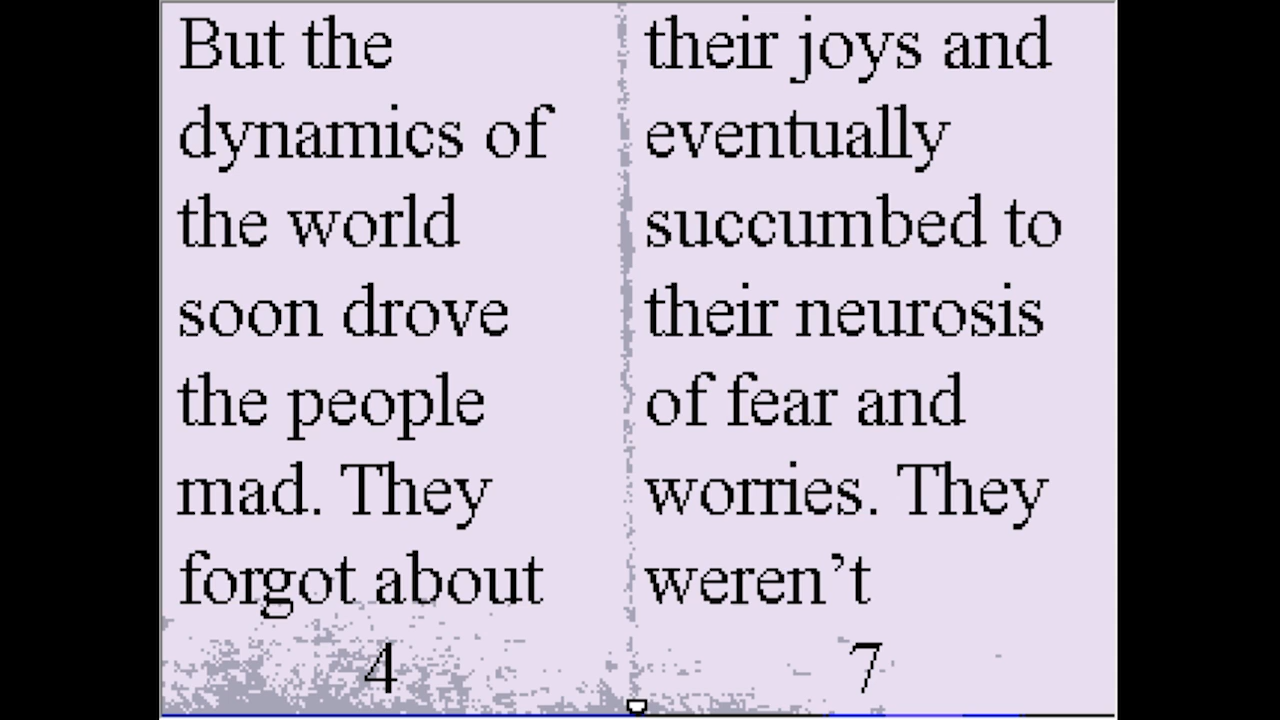 But the
dynamics of
the world
soon drove
the people
mad. They
forgot about
4
their joys and
eventually
succumbed to
their neurosis
of fear and
worries. They
weren’t
7